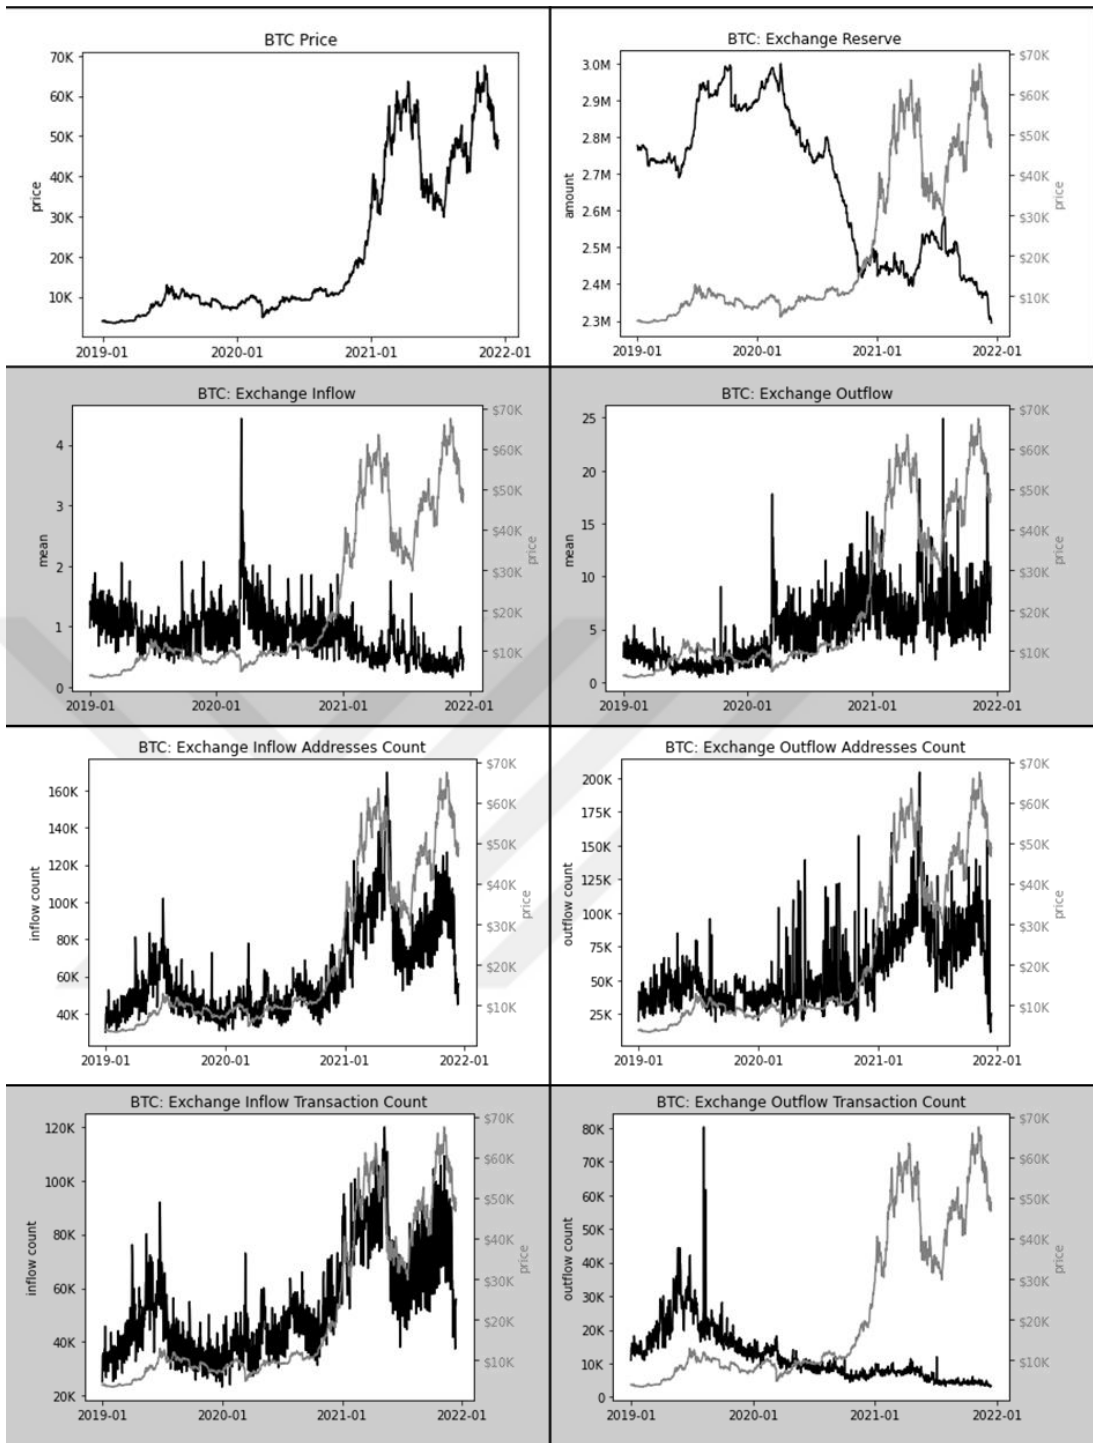 BTC Price
70K
60K
50K
40K
30K
20K
10K
price
2019-01 2020-01 2021-01 2022-01
BTC: Exchange Reserve
3.0M
2.9M
2.8M
2.7M
2.6M
2.5M
2.4M
2.3M
amount
$70K
$60K
$50K
$40K
$30K
$20K
$10K
price
2019-01 2020-01 2021-01 2022-01
BTC: Exchange Inflow
4
3
2
1
0
mean
$70K
$60K
$50K
$40K
$30K
$20K
$10K
price
2019-01 2020-01 2021-01 2022-01
BTC: Exchange Outflow
25
20
15
10
5
0
mean
$70K
$60K
$50K
$40K
$30K
$20K
$10K
price
2019-01 2020-01 2021-01 2022-01
BTC: Exchange Inflow Addresses Count
160K
140K
120K
100K
80K
60K
40K
inflow count
$70K
$60K
$50K
$40K
$30K
$20K
$10K
price
2019-01 2020-01 2021-01 2022-01
BTC: Exchange Outflow Addresses Count
200K
175K
150K
125K
100K
75K
50K
25K
outflow count
$70K
$60K
$50K
$40K
$30K
$20K
$10K
price
2019-01 2020-01 2021-01 2022-01
BTC: Exchange Inflow Transaction Count
120K
100K
80K
60K
40K
20K
inflow count
$70K
$60K
$50K
$40K
$30K
$20K
$10K
price
2019-01 2020-01 2021-01 2022-01
BTC: Exchange Outflow Transaction Count
80K
70K
60K
50K
40K
30K
20K
10K
0
outflow count
$70K
$60K
$50K
$40K
$30K
$20K
$10K
price
2019-01 2020-01 2021-01 2022-01